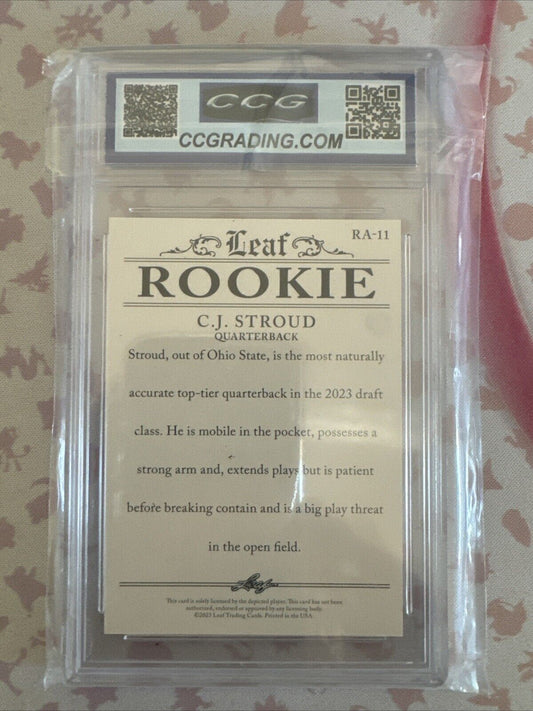 CCG
CCGRADING.COM
Leaf
RA-11
ROOKIE
C.J. STROUD
QUARTERBACK
Stroud, out of Ohio State, is the most naturally
accurate top-tier quarterback in the 2023 draft
class. He is mobile in the pocket, possesses a
strong arm and, extends plays but is patient
before breaking contain and is a big play threat
in the open field.
Leaf
This card is solely licensed by the depicted player. This card has not been
authorized, endorsed or approved by any licensing body.
©2023 Leaf Trading Cards. Printed in the USA.